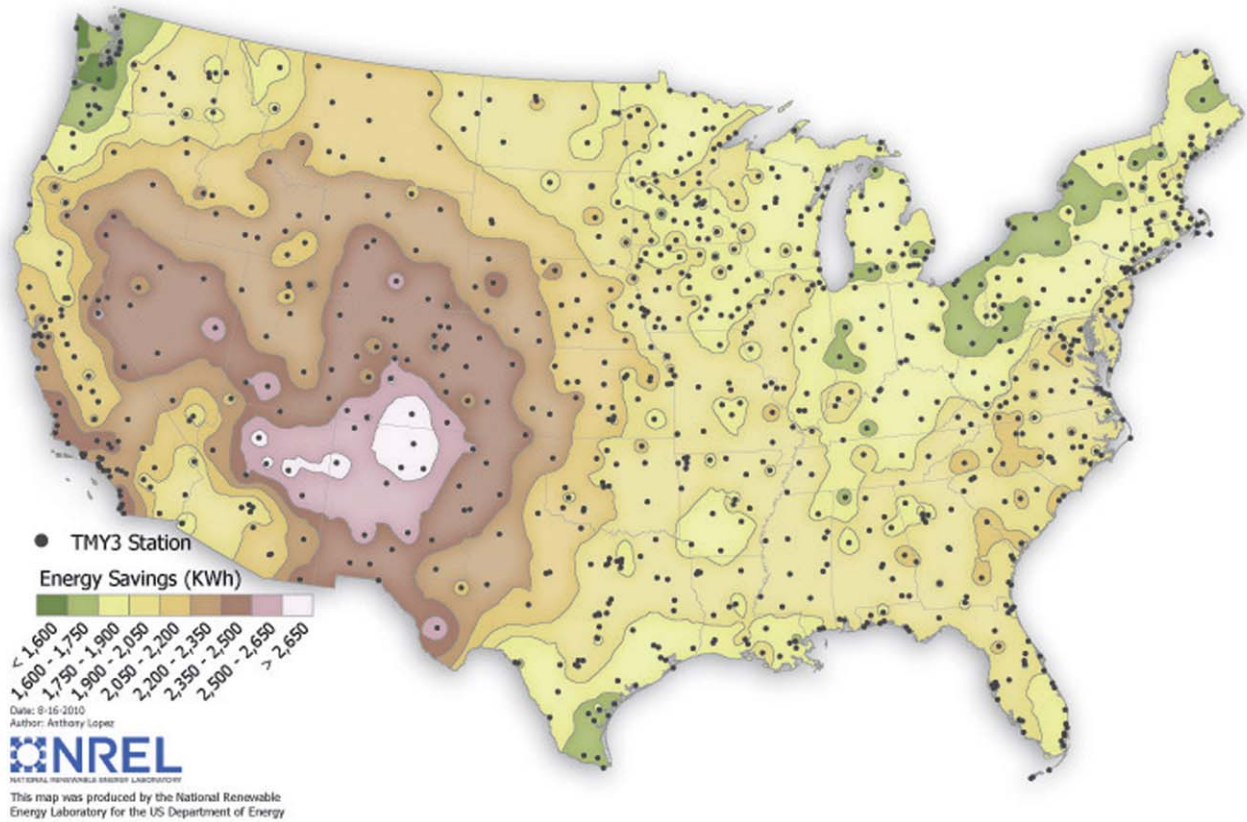 TMY3 Station
Energy Savings (KWh)
< 1,600
1,600 - 1,750
1,750 - 1,900
1,900 - 2,050
2,050 - 2,200
2,200 - 2,350
2,350 - 2,500
2,500 - 2,650
> 2,650
Date: 8-16-2010
Author: Anthony Lopez
NREL
NATIONAL RENEWABLE ENERGY LABORATORY
This map was produced by the National Renewable
Energy Laboratory for the US Department of Energy